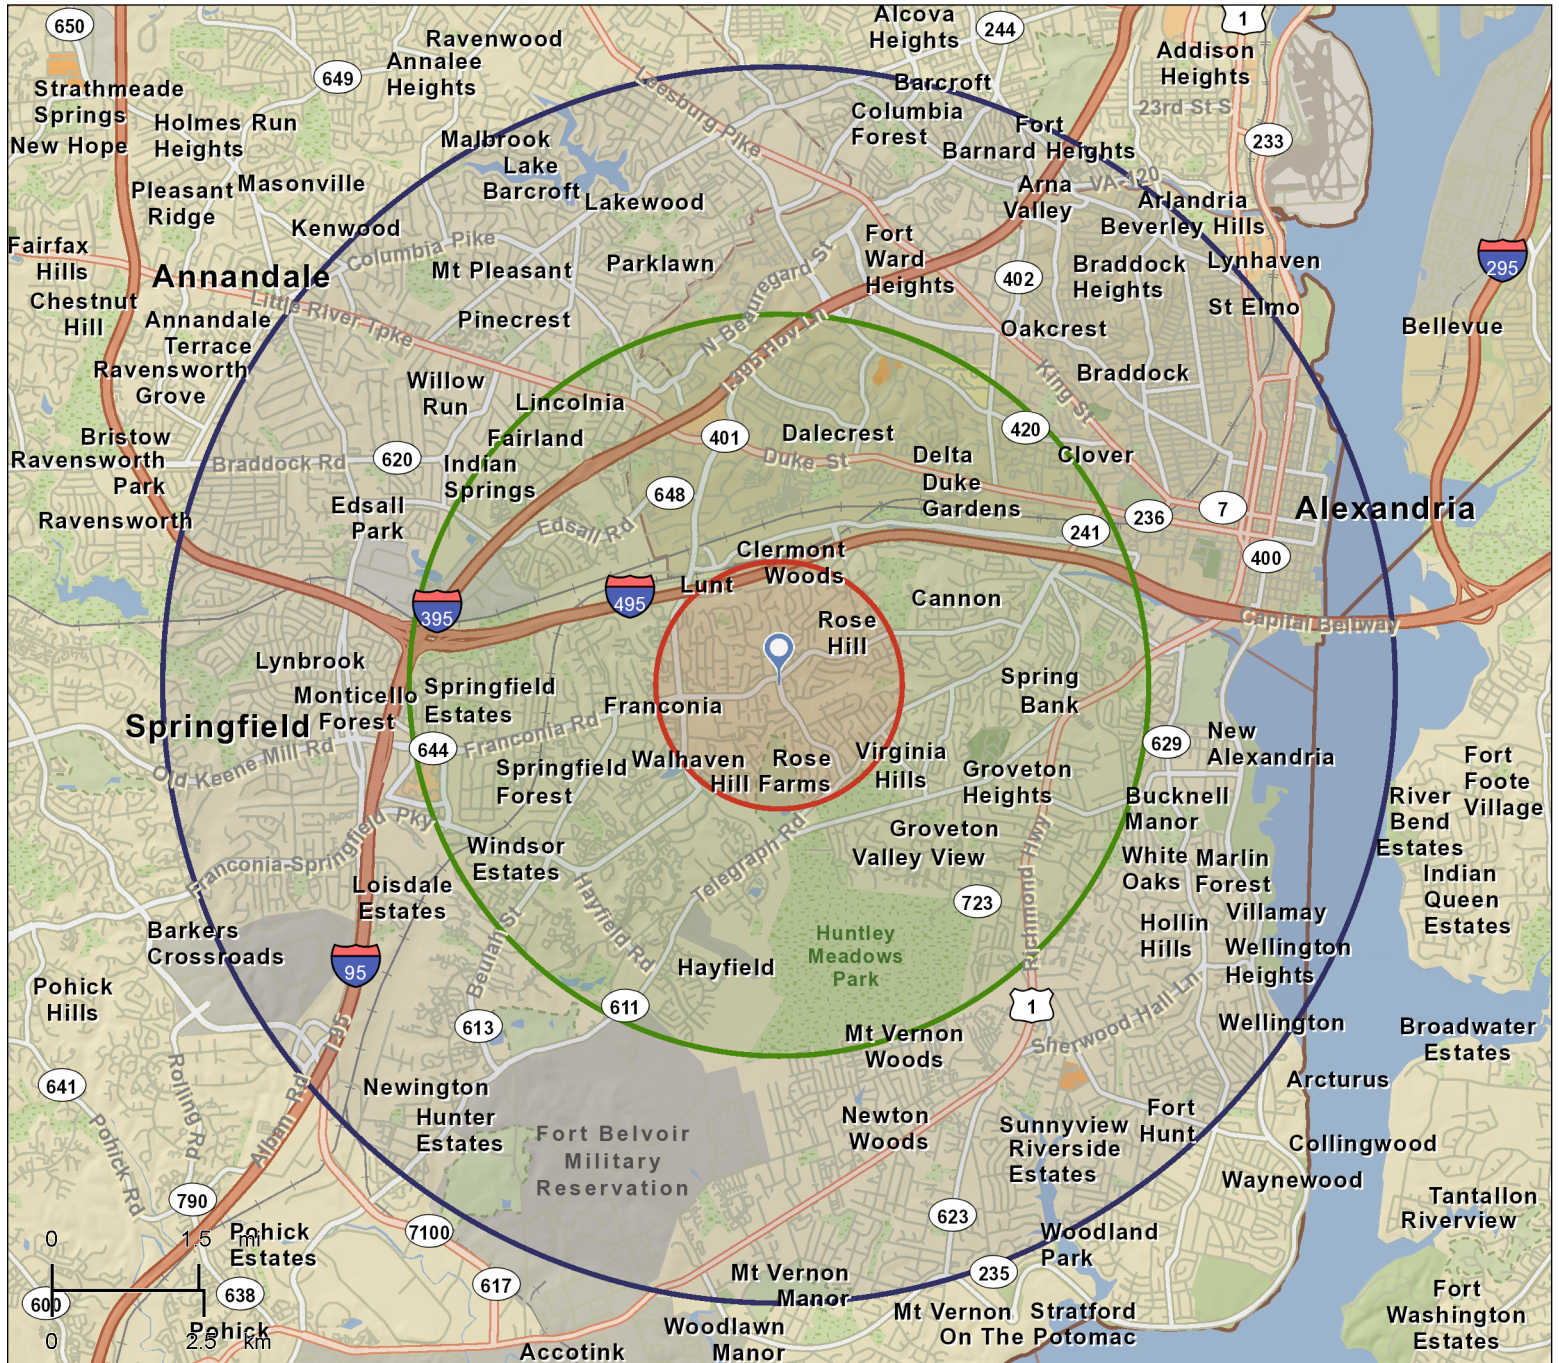 650
Ravenwood
Alcova
Heights
244
1
Annalee
Heights
649
Addison
Heights
Strathmeade
Springs
Leesburg Pike
Barcroft
23rd St S
Columbia
Forest
Holmes Run
Heights
New Hope
Malbrook
Fort
Barnard Heights
233
Lake
Barcroft
Pleasant
Ridge
Masonville
Lakewood
Arna
Valley
VA-120
Arlandria
Beverley Hills
Kenwood
Columbia Pike
Fairfax
Hills
Fort
Ward
Heights
Lynhaven
295
Annandale
Mt Pleasant
Parklawn
402
Braddock
Heights
Chestnut
Hill
Little River Tpke
N Beauregard St
St Elmo
Annandale
Terrace
Pinecrest
I-395 Hov Ln
Oakcrest
Bellevue
Ravensworth
Grove
Willow
Run
Lincolnia
King St
Braddock
Bristow
Fairland
401
Dalecrest
420
Ravensworth
Park
Braddock Rd
620
Indian
Springs
Duke St
Delta
Clover
648
Duke
Gardens
Ravensworth
Edsall
Park
Edsall Rd
241
236
7
Alexandria
Clermont
Woods
400
395
495
Lunt
Cannon
Rose
Hill
Capital Beltway
Lynbrook
Monticello
Forest
Springfield
Estates
Franconia
Spring
Bank
Springfield
644
Franconia Rd
629
New
Alexandria
Old Keene Mill Rd
Springfield
Forest
Walhaven
Hill
Rose
Farms
Virginia
Hills
Groveton
Heights
Fort
Foote
Village
Bucknell
Manor
River
Bend
Estates
Franconia-Springfield Pky
Windsor
Estates
Telegraph Rd
Groveton
Valley View
Richmond Hwy
White
Oaks
Marlin
Forest
Loisdale
Estates
Hayfield Rd
723
Indian
Queen
Estates
Barkers
Crossroads
Beulah St
Huntley
Meadows
Park
Hollin
Hills
Villamay
Wellington
Heights
95
Hayfield
Pohick
Hills
611
1
613
I-95
Mt Vernon
Woods
Sherwood Hall Ln
Wellington
Broadwater
Estates
641
Rolling Rd
Alban Rd
Newington
Arcturus
Hunter
Estates
Newton
Woods
Sunnyview
Riverside
Estates
Fort
Hunt
Pohick Rd
Fort Belvoir
Military
Reservation
Collingwood
Waynewood
790
Tantallon
Riverview
623
0
1.5
mi
Pohick
Estates
7100
Woodland
Park
617
235
Mt Vernon
Manor
600
638
Fort
Washington
Estates
Mt Vernon
Stratford
On The Potomac
Pohick
0
2.5
km
Accotink
Woodlawn
Manor